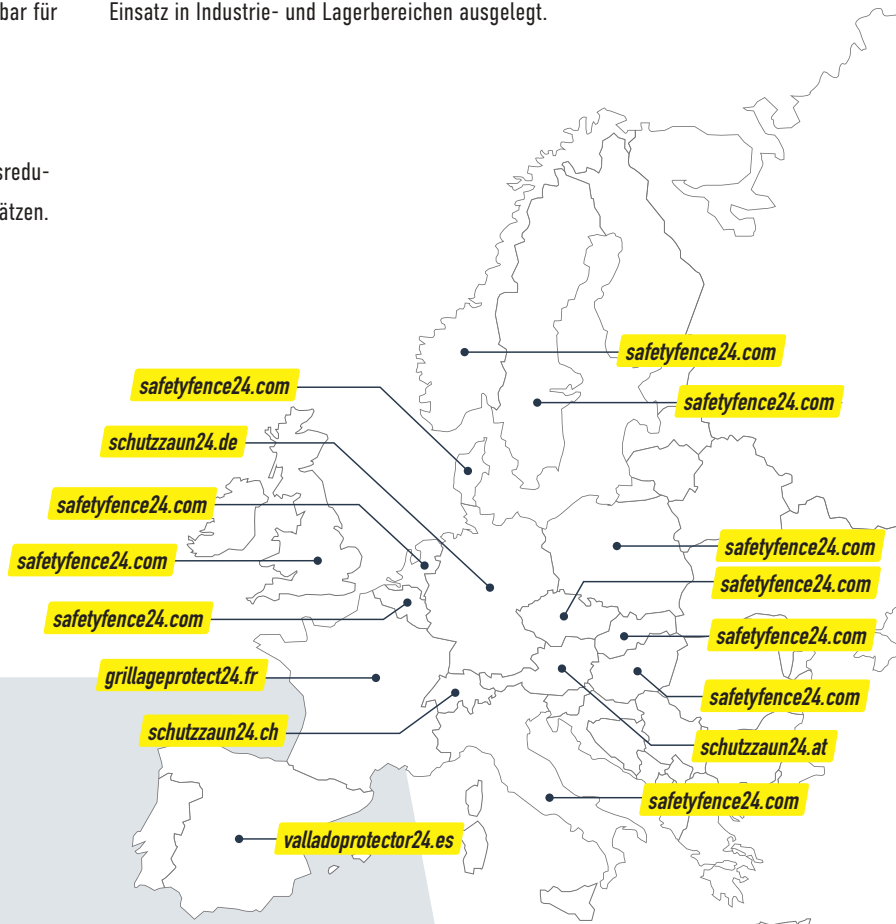 bar für
Einsatz in Industrie- und Lagerbereichen ausgelegt.
sredu-
ätzen.
safetyfence24.com
safetyfence24.com
safetyfence24.com
schutzzaun24.de
safetyfence24.com
safetyfence24.com
safetyfence24.com
safetyfence24.com
safetyfence24.com
safetyfence24.com
safetyfence24.com
grillageprotect24.fr
safetyfence24.com
schutzzaun24.ch
schutzzaun24.at
safetyfence24.com
valladoprotector24.es